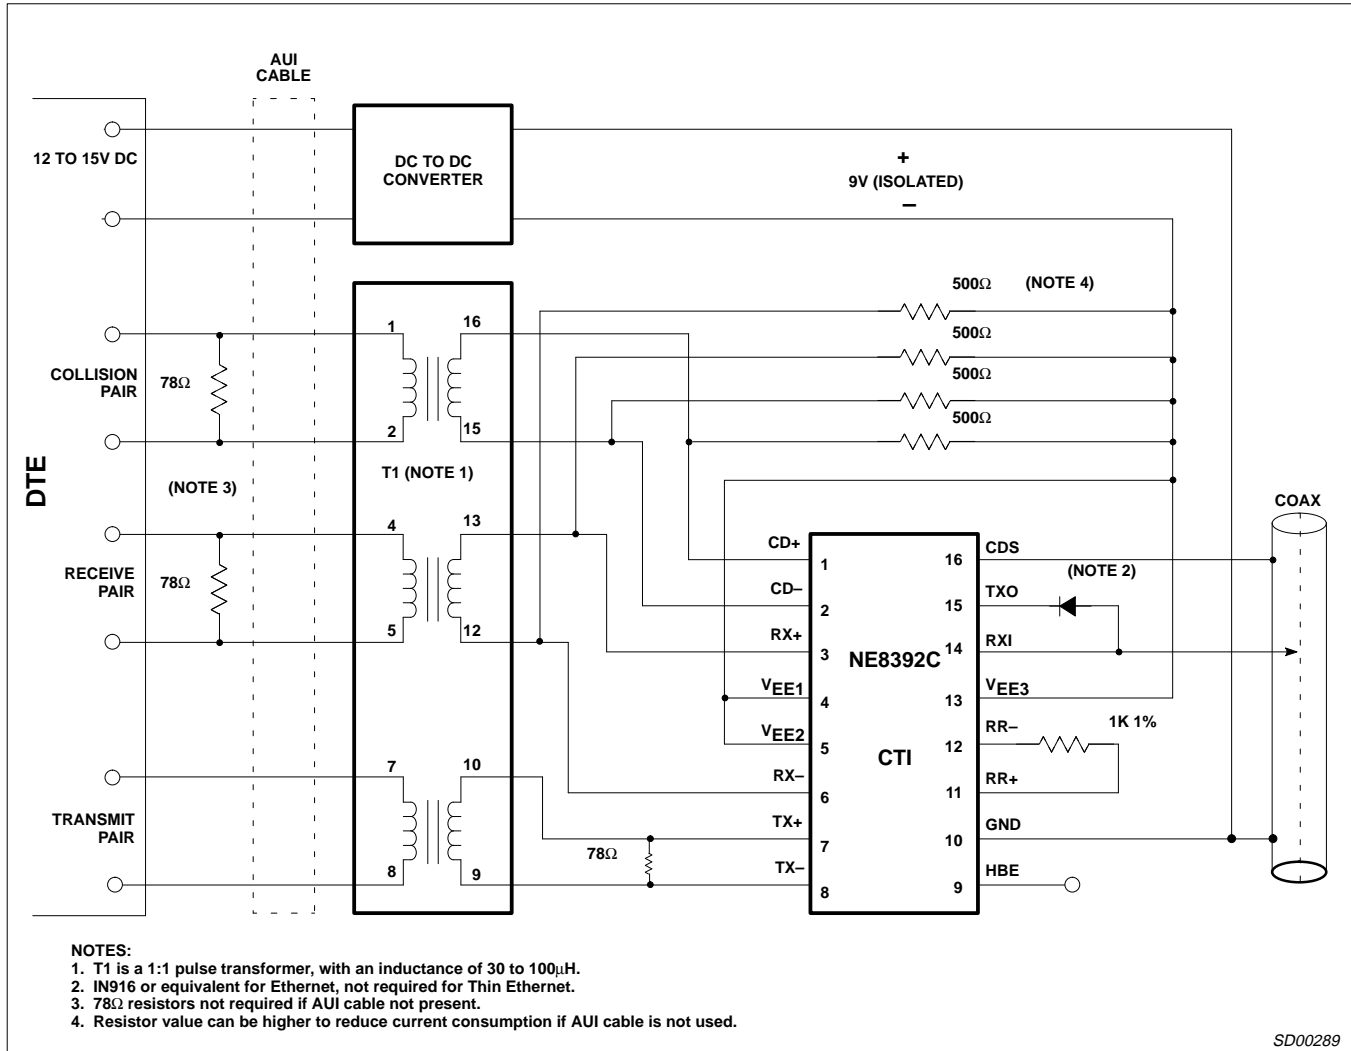 AUI
CABLE
12 TO 15V DC
DC TO DC
CONVERTER
+
9V (ISOLATED)
–
500Ω (NOTE 4)
500Ω
500Ω
500Ω
1
16
COLLISION
PAIR
78Ω
2
15
T1 (NOTE 1)
DTE
(NOTE 3)
4
13
RECEIVE
PAIR
78Ω
5
12
7
10
TRANSMIT
PAIR
8
9
78Ω
CD+
1
CD–
2
RX+
3
VEE1
4
VEE2
5
RX–
6
TX+
7
TX–
8
NE8392C
CTI
16
CDS
(NOTE 2)
15
TXO
14
RXI
13
VEE3
12
RR–
1K 1%
11
RR+
10
GND
9
HBE
COAX
NOTES:
1. T1 is a 1:1 pulse transformer, with an inductance of 30 to 100μH.
2. IN916 or equivalent for Ethernet, not required for Thin Ethernet.
3. 78Ω resistors not required if AUI cable not present.
4. Resistor value can be higher to reduce current consumption if AUI cable is not used.
SD00289